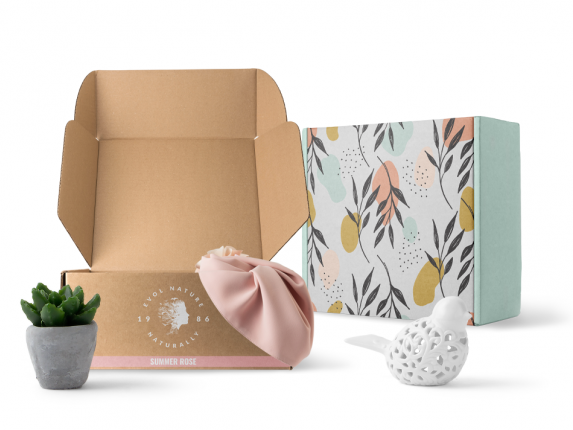 EVOS NATURE
19 86
NATURALLY
SUMMER ROSE